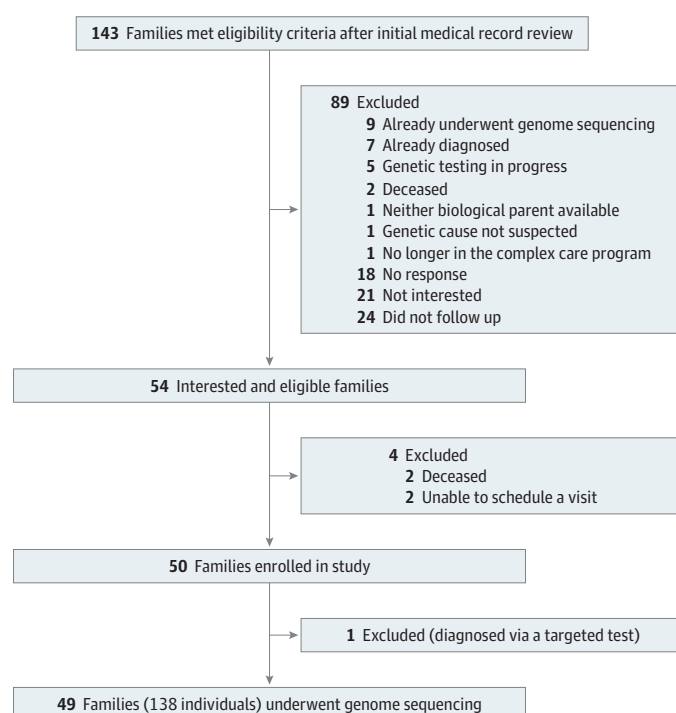 143 Families met eligibility criteria after initial medical record review
89 Excluded
9 Already underwent genome sequencing
7 Already diagnosed
5 Genetic testing in progress
2 Deceased
1 Neither biological parent available
1 Genetic cause not suspected
1 No longer in the complex care program
18 No response
21 Not interested
24 Did not follow up
54 Interested and eligible families
4 Excluded
2 Deceased
2 Unable to schedule a visit
50 Families enrolled in study
1 Excluded (diagnosed via a targeted test)
49 Families (138 individuals) underwent genome sequencing